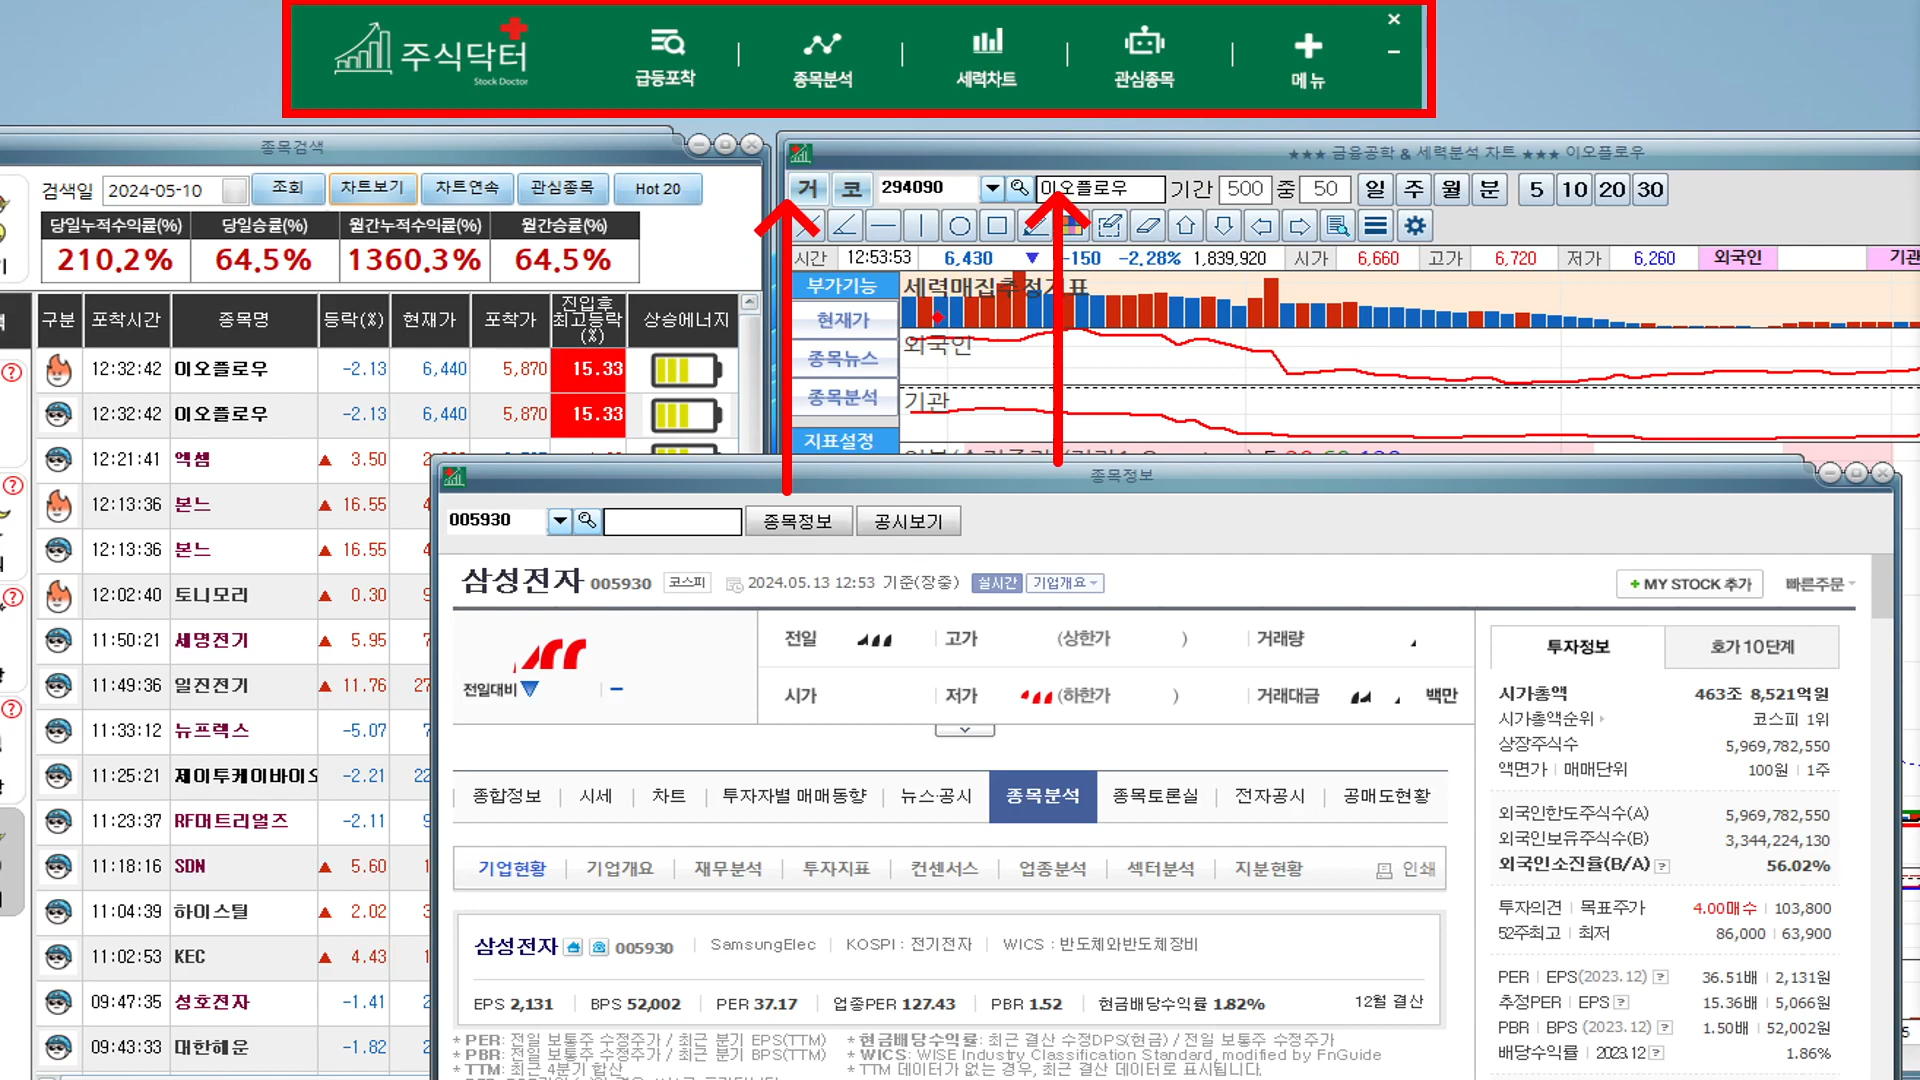 주식닥터
Stock Doctor
급등포착
종목분석
세력차트
관심종목
메뉴
종목검색
검색일 2024-05-10 조회 차트보기 차트연속 관심종목 Hot 20
당일누적수익률(%) 당일승률(%) 월간누적수익률(%) 월간승률(%)
210.2% 64.5% 1360.3% 64.5%
구분 포착시간 종목명 등락(%) 현재가 포착가 진입후 최고등락 (%) 상승에너지
12:32:42 이오플로우 -2.13 6,440 5,870 15.33
12:32:42 이오플로우 -2.13 6,440 5,870 15.33
12:21:41 엑셈 ▲ 3.50
12:13:36 본느 ▲ 16.55
12:13:36 본느 ▲ 16.55
12:02:40 토니모리 ▲ 0.30
11:50:21 세명전기 ▲ 5.95
11:49:36 일진전기 ▲ 11.76
11:33:12 뉴프렉스 -5.07
11:25:21 제이투케이바이오 -2.21
11:23:37 RF머트리얼즈 -2.11
11:18:16 SDN ▲ 5.60
11:04:39 하이스틸 ▲ 2.02
11:02:53 KEC ▲ 4.43
09:47:35 성호전자 -1.41
09:43:33 대한해운 -1.82
★★★ 금융공학 & 세력분석 차트 ★★★ 이오플로우
거 코 294090 이오플로우 기간 500 중 50 일 주 월 분 5 10 20 30
시간 12:53:53 6,430 ▼ -150 -2.28% 1,839,920 시가 6,660 고가 6,720 저가 6,260 외국인 기관
부가기능
현재가
종목뉴스
종목분석
지표설정
세력매집추정지표
외국인
기관
종목정보
005930 종목정보 공시보기
삼성전자 005930 코스피 2024.05.13 12:53 기준(장중) 실시간 기업개요
+ MY STOCK 추가 빠른주문
전일대비 ▼
전일 고가 (상한가 ) 거래량
시가 저가 (하한가 ) 거래대금 백만
종합정보 시세 차트 투자자별 매매동향 뉴스·공시 종목분석 종목토론실 전자공시 공매도현황
기업현황 기업개요 재무분석 투자지표 컨센서스 업종분석 섹터분석 지분현황 인쇄
삼성전자 005930 SamsungElec KOSPI : 전기전자 WICS : 반도체와반도체장비
EPS 2,131 BPS 52,002 PER 37.17 업종PER 127.43 PBR 1.52 현금배당수익률 1.82% 12월 결산
* PER: 전일 보통주 수정주가 / 최근 분기 EPS(TTM) * 현금배당수익률: 최근 결산 수정DPS(현금) / 전일 보통주 수정주가
* PBR: 전일 보통주 수정주가 / 최근 분기 BPS(TTM) * WICS: WISE Industry Classification Standard, modified by FnGuide
* TTM: 최근 4분기 합산 * TTM 데이터가 없는 경우, 최근 결산 데이터로 표시됩니다.
투자정보 호가 10단계
시가총액 463조 8,521억원
시가총액순위 코스피 1위
상장주식수 5,969,782,550
액면가 | 매매단위 100원 | 1주
외국인한도주식수(A) 5,969,782,550
외국인보유주식수(B) 3,344,224,130
외국인소진율(B/A) ? 56.02%
투자의견 | 목표주가 4.00매수 | 103,800
52주최고 | 최저 86,000 | 63,900
PER | EPS(2023.12) ? 36.51배 | 2,131원
추정PER | EPS ? 15.36배 | 5,066원
PBR | BPS (2023.12) ? 1.50배 | 52,002원
배당수익률 | 2023.12 ? 1.86%